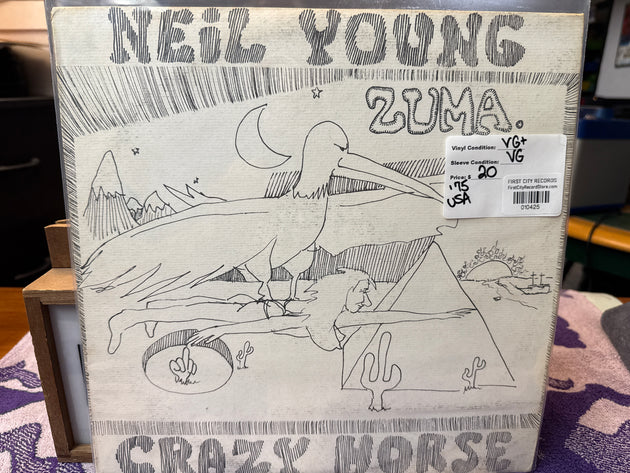 NEiL YOUNG
ZUMA.
Vinyl Condition: VG+
Sleeve Condition: VG
Price: $ 20
'75
USA
FIRST CITY RECORDS
FirstCityRecordStore.com
010425
CRAZY HORSE